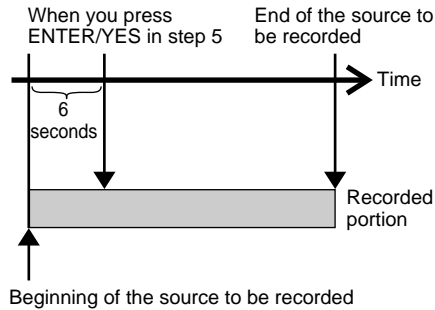 When you press
ENTER/YES in step 5
End of the source to
be recorded
Time
6
seconds
Recorded
portion
Beginning of the source to be recorded